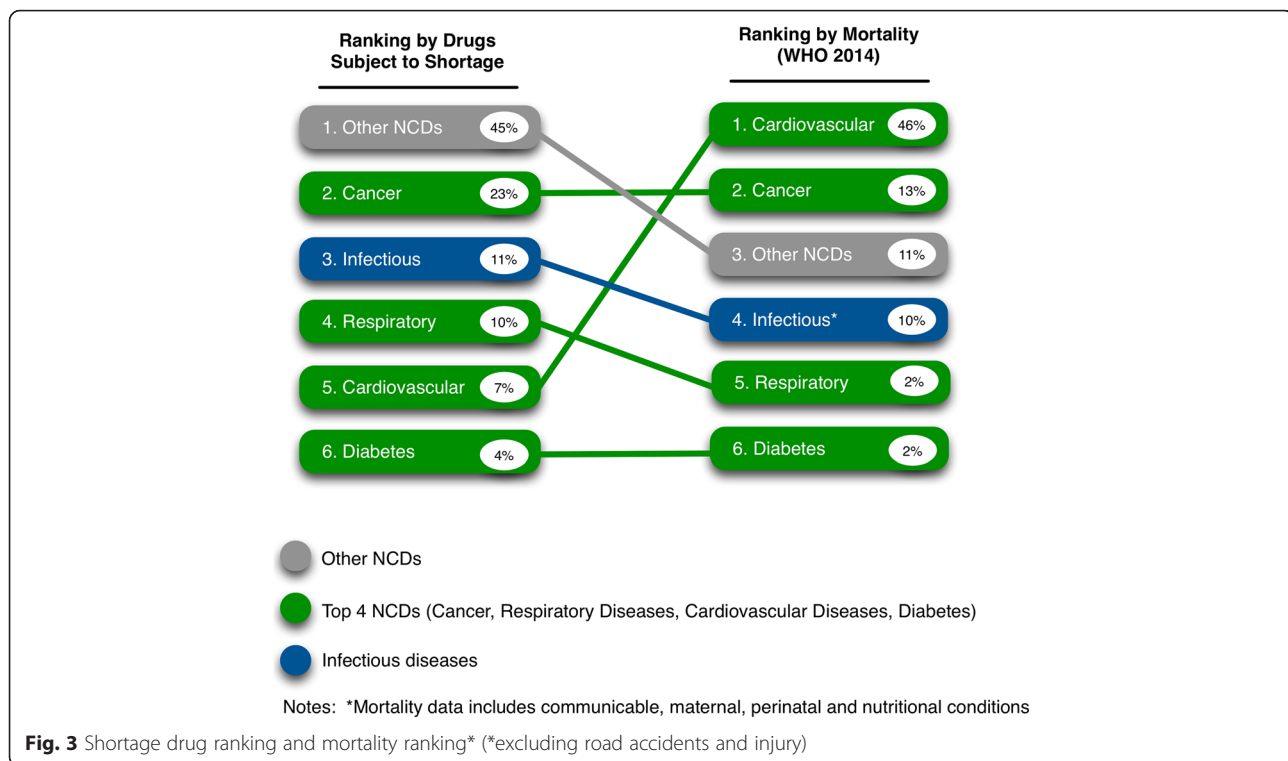 Ranking by Drugs
Subject to Shortage
1. Other NCDs 45%
2. Cancer 23%
3. Infectious 11%
4. Respiratory 10%
5. Cardiovascular 7%
6. Diabetes 4%
Ranking by Mortality
(WHO 2014)
1. Cardiovascular 46%
2. Cancer 13%
3. Other NCDs 11%
4. Infectious* 10%
5. Respiratory 2%
6. Diabetes 2%
Other NCDs
Top 4 NCDs (Cancer, Respiratory Diseases, Cardiovascular Diseases, Diabetes)
Infectious diseases
Notes: *Mortality data includes communicable, maternal, perinatal and nutritional conditions
Fig. 3 Shortage drug ranking and mortality ranking* (*excluding road accidents and injury)